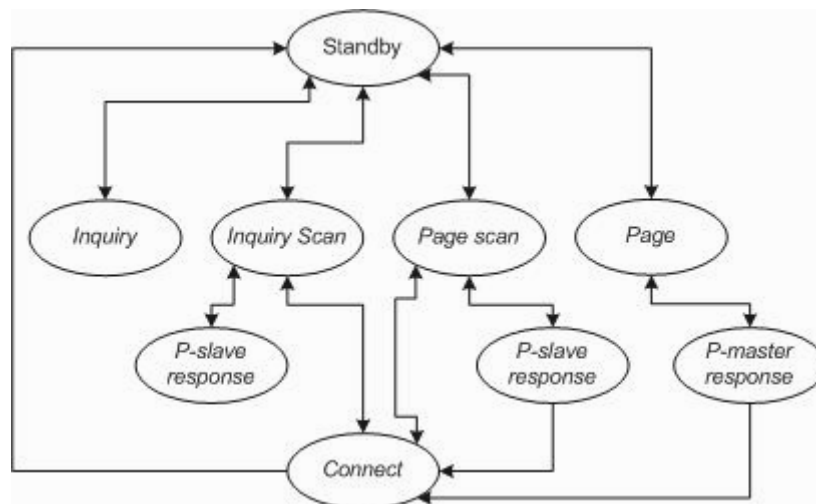 Standby
Inquiry
Inquiry Scan
Page scan
Page
P-slave
response
P-slave
response
P-master
response
Connect